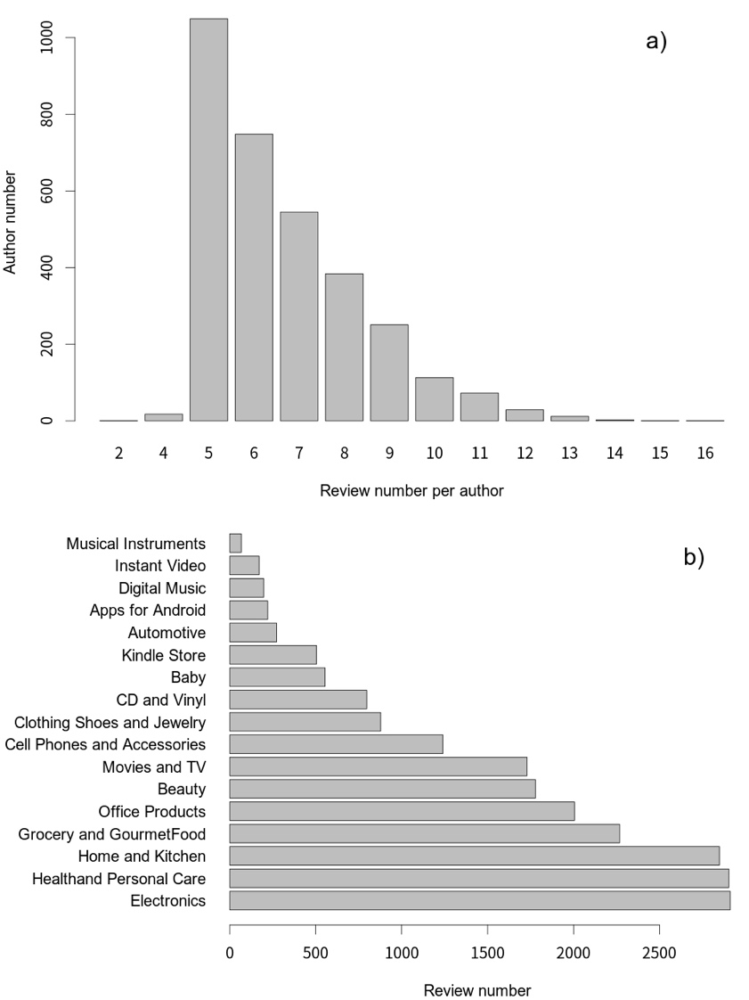 a)
1000
800
600
400
200
0
Author number
2 4 5 6 7 8 9 10 11 12 13 14 15 16
Review number per author
b)
Musical Instruments
Instant Video
Digital Music
Apps for Android
Automotive
Kindle Store
Baby
CD and Vinyl
Clothing Shoes and Jewelry
Cell Phones and Accessories
Movies and TV
Beauty
Office Products
Grocery and GourmetFood
Home and Kitchen
Healthand Personal Care
Electronics
0 500 1000 1500 2000 2500
Review number